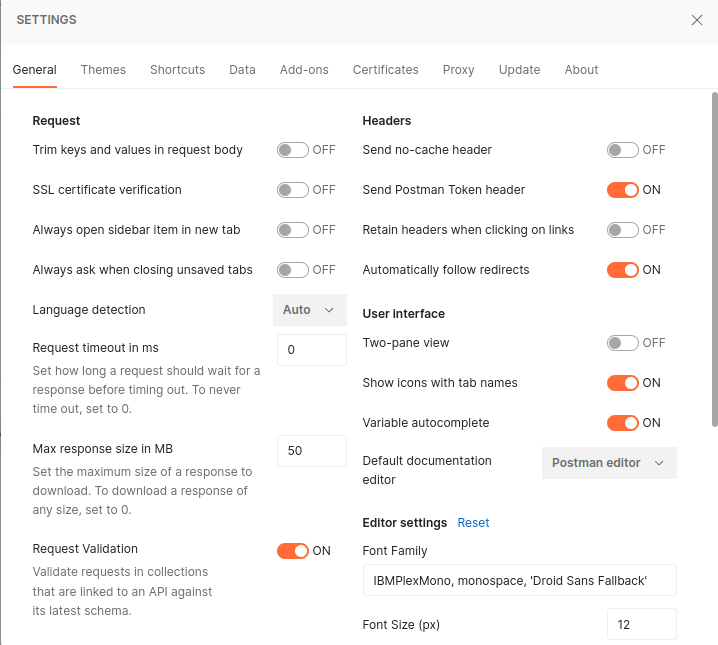 SETTINGS
General Themes Shortcuts Data Add-ons Certificates Proxy Update About
Request
Trim keys and values in request body OFF
SSL certificate verification OFF
Always open sidebar item in new tab OFF
Always ask when closing unsaved tabs OFF
Language detection Auto
Request timeout in ms 0
Set how long a request should wait for a
response before timing out. To never
time out, set to 0.
Max response size in MB 50
Set the maximum size of a response to
download. To download a response of
any size, set to 0.
Request Validation ON
Validate requests in collections
that are linked to an API against
its latest schema.
Headers
Send no-cache header OFF
Send Postman Token header ON
Retain headers when clicking on links OFF
Automatically follow redirects ON
User interface
Two-pane view OFF
Show icons with tab names ON
Variable autocomplete ON
Default documentation
editor Postman editor
Editor settings Reset
Font Family
IBMPlexMono, monospace, 'Droid Sans Fallback'
Font Size (px) 12